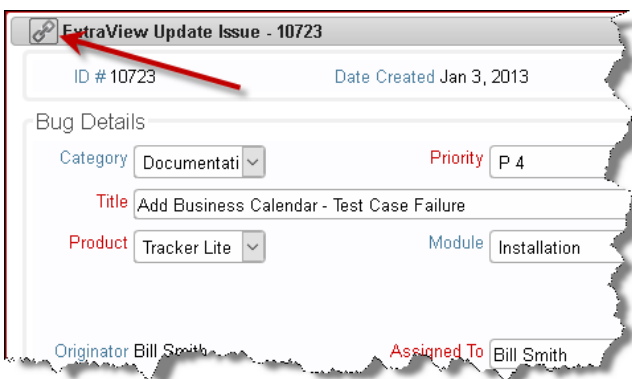 ExtraView Update Issue - 10723
ID # 10723 Date Created Jan 3, 2013
Bug Details
Category Documentati Priority P 4
Title Add Business Calendar - Test Case Failure
Product Tracker Lite Module Installation
Originator Bill Smith Assigned To Bill Smith